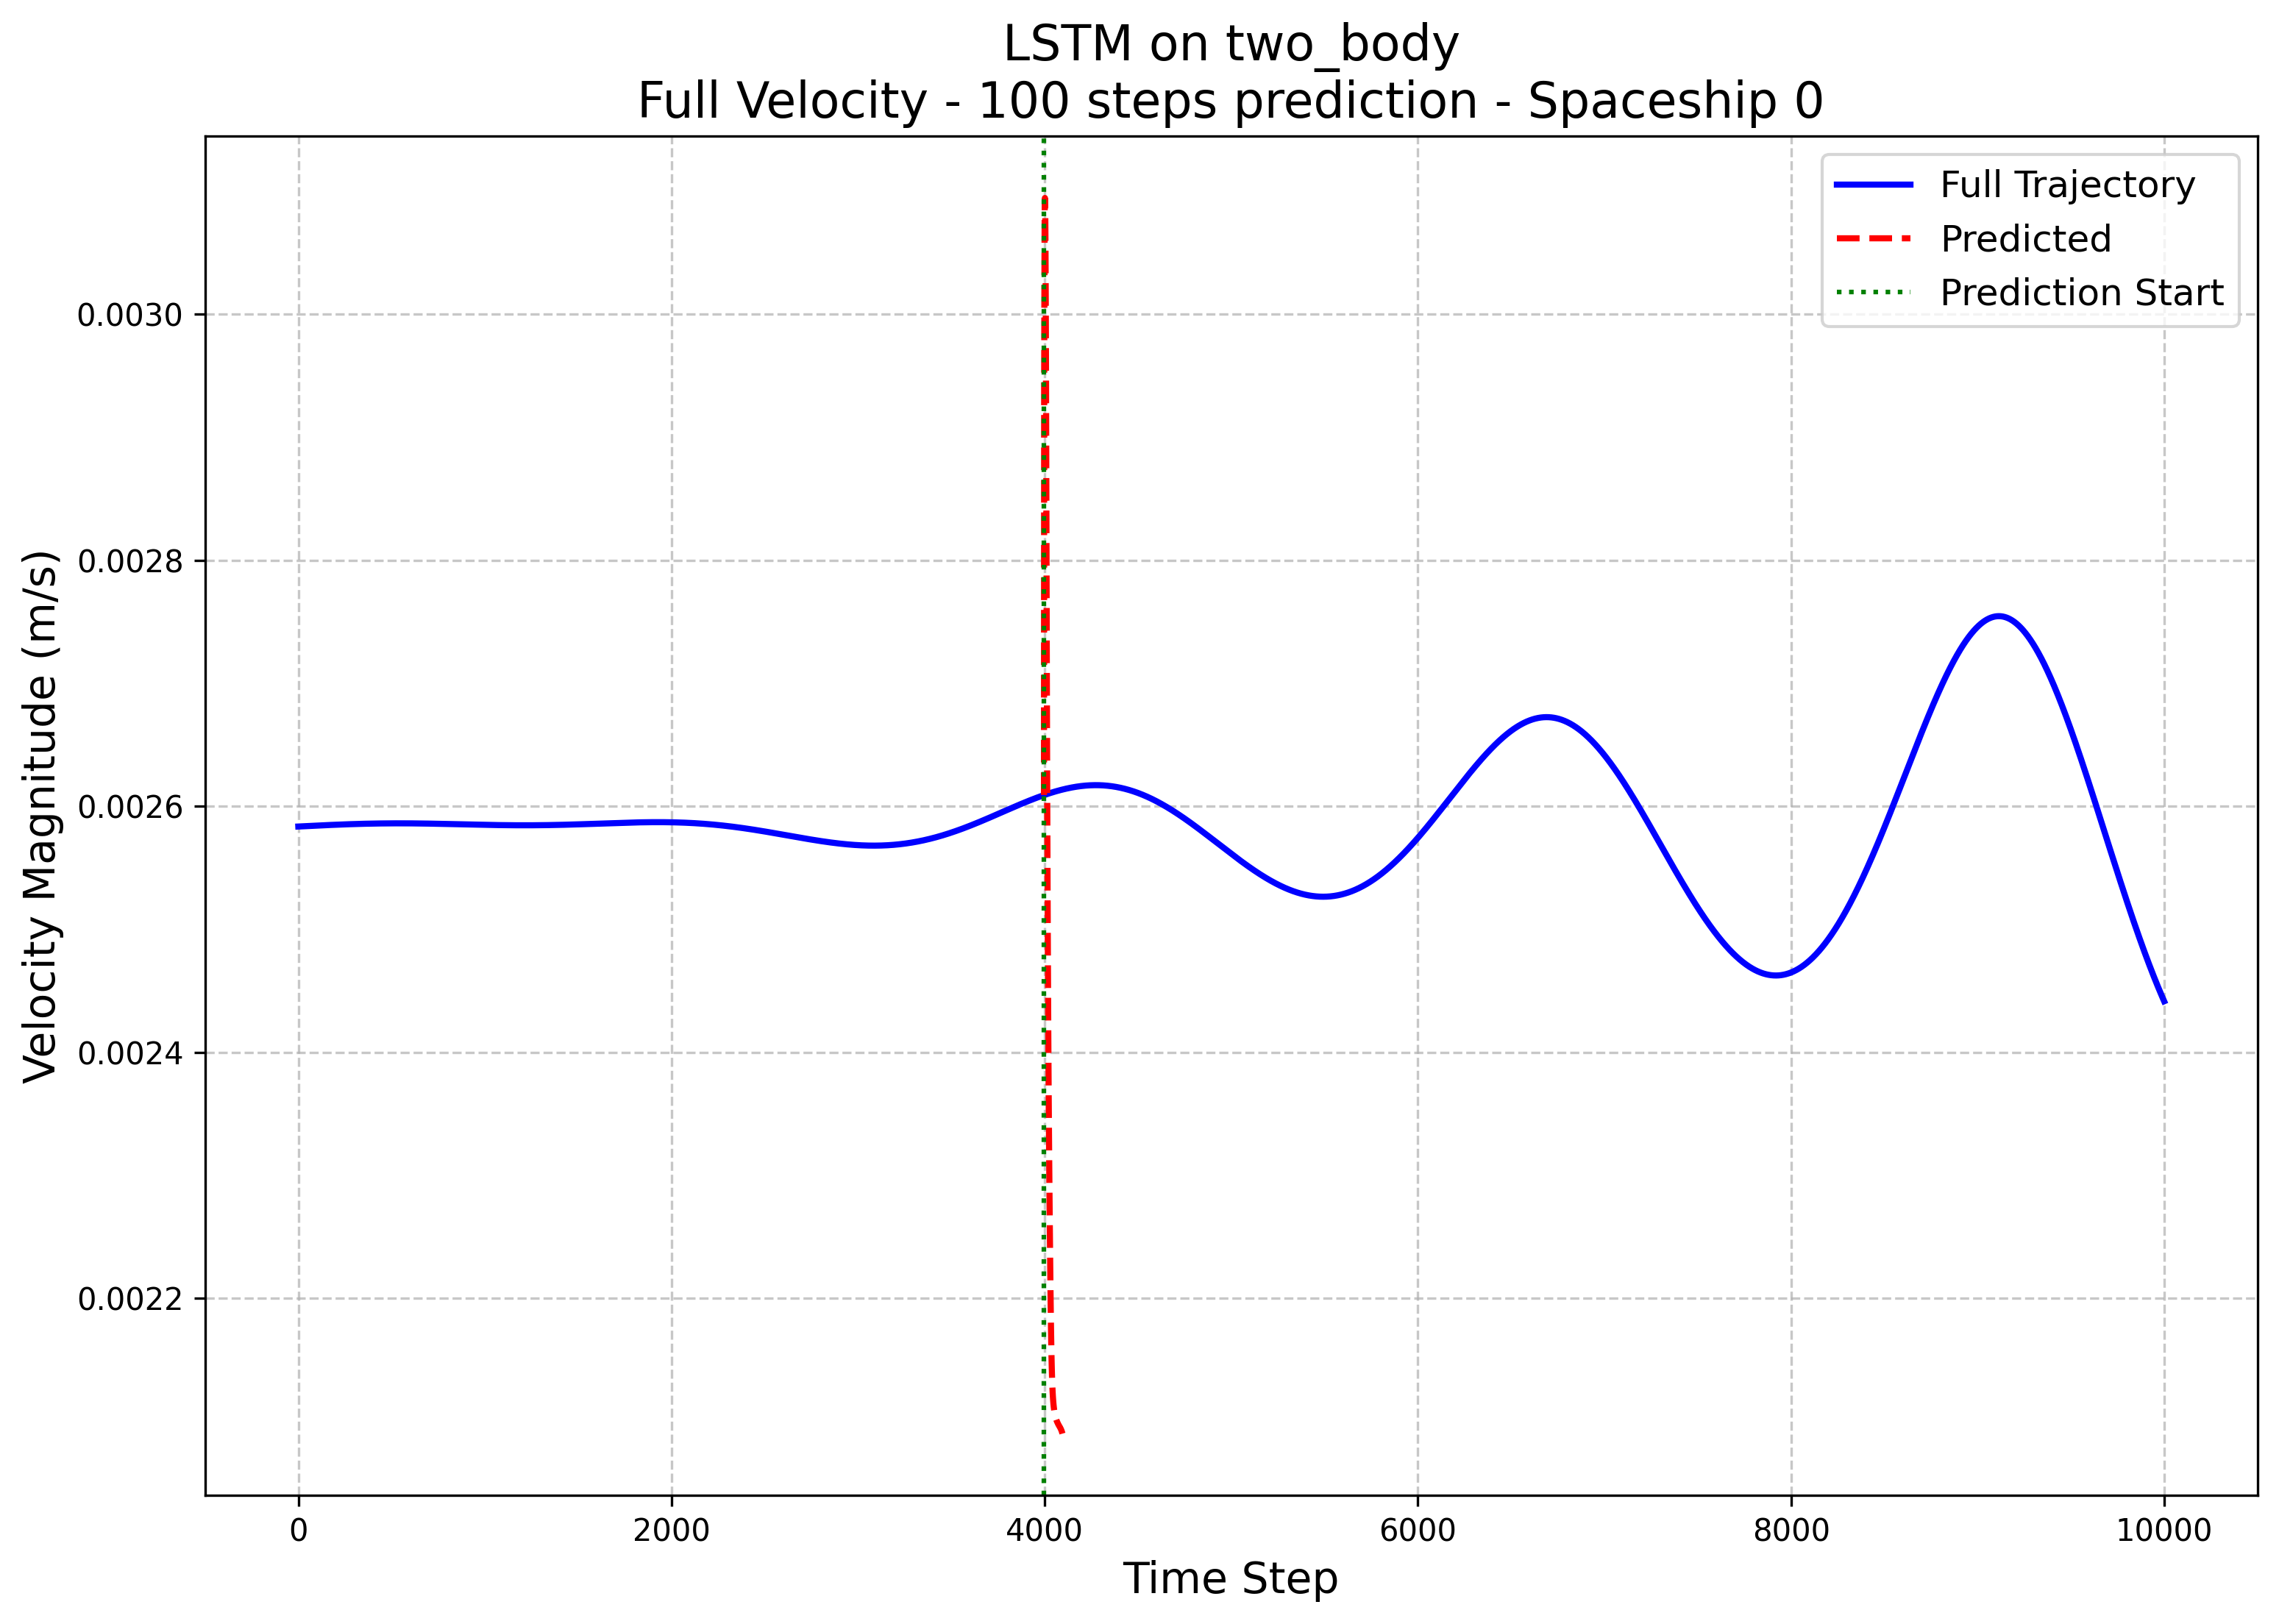 LSTM on two_body
Full Velocity - 100 steps prediction - Spaceship 0
Full Trajectory
Predicted
Prediction Start
Velocity Magnitude (m/s)
0.0030
0.0028
0.0026
0.0024
0.0022
0
2000
4000
6000
8000
10000
Time Step